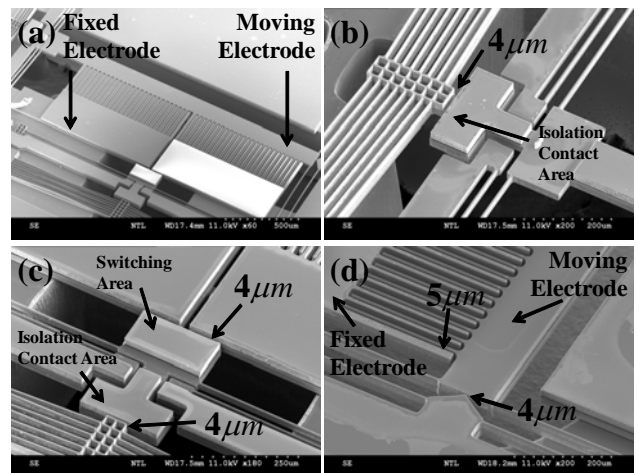 (a)
Fixed
Electrode
Moving
Electrode
SE NTL WD17.4mm 11.0kV x60 500um
(b)
4μm
Isolation
Contact
Area
SE NTL WD17.5mm 11.0kV x200 200um
(c)
Switching
Area
4μm
Isolation
Contact Area
4μm
SE NTL WD17.5mm 11.0kV x180 250um
(d)
Moving
Electrode
5μm
Fixed
Electrode
4μm
SE NTL WD18.2mm 11.0kV x200 200um